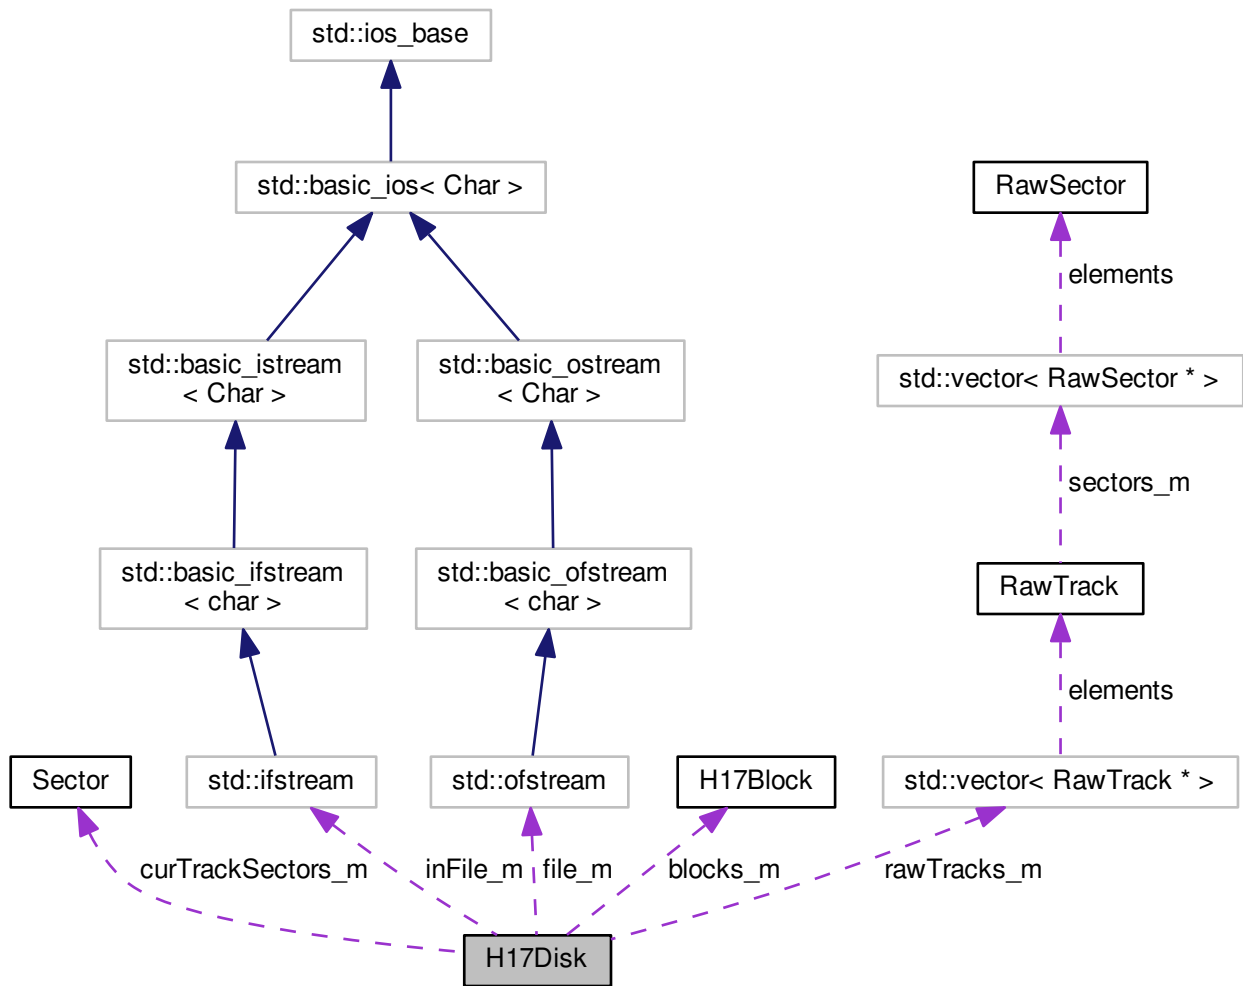 std::ios_base
std::basic_ios< Char >
RawSector
elements
std::basic_istream
< Char >
std::basic_ostream
< Char >
std::vector< RawSector * >
sectors_m
std::basic_ifstream
< char >
std::basic_ofstream
< char >
RawTrack
elements
Sector
std::ifstream
std::ofstream
H17Block
std::vector< RawTrack * >
curTrackSectors_m
inFile_m
file_m
blocks_m
rawTracks_m
H17Disk